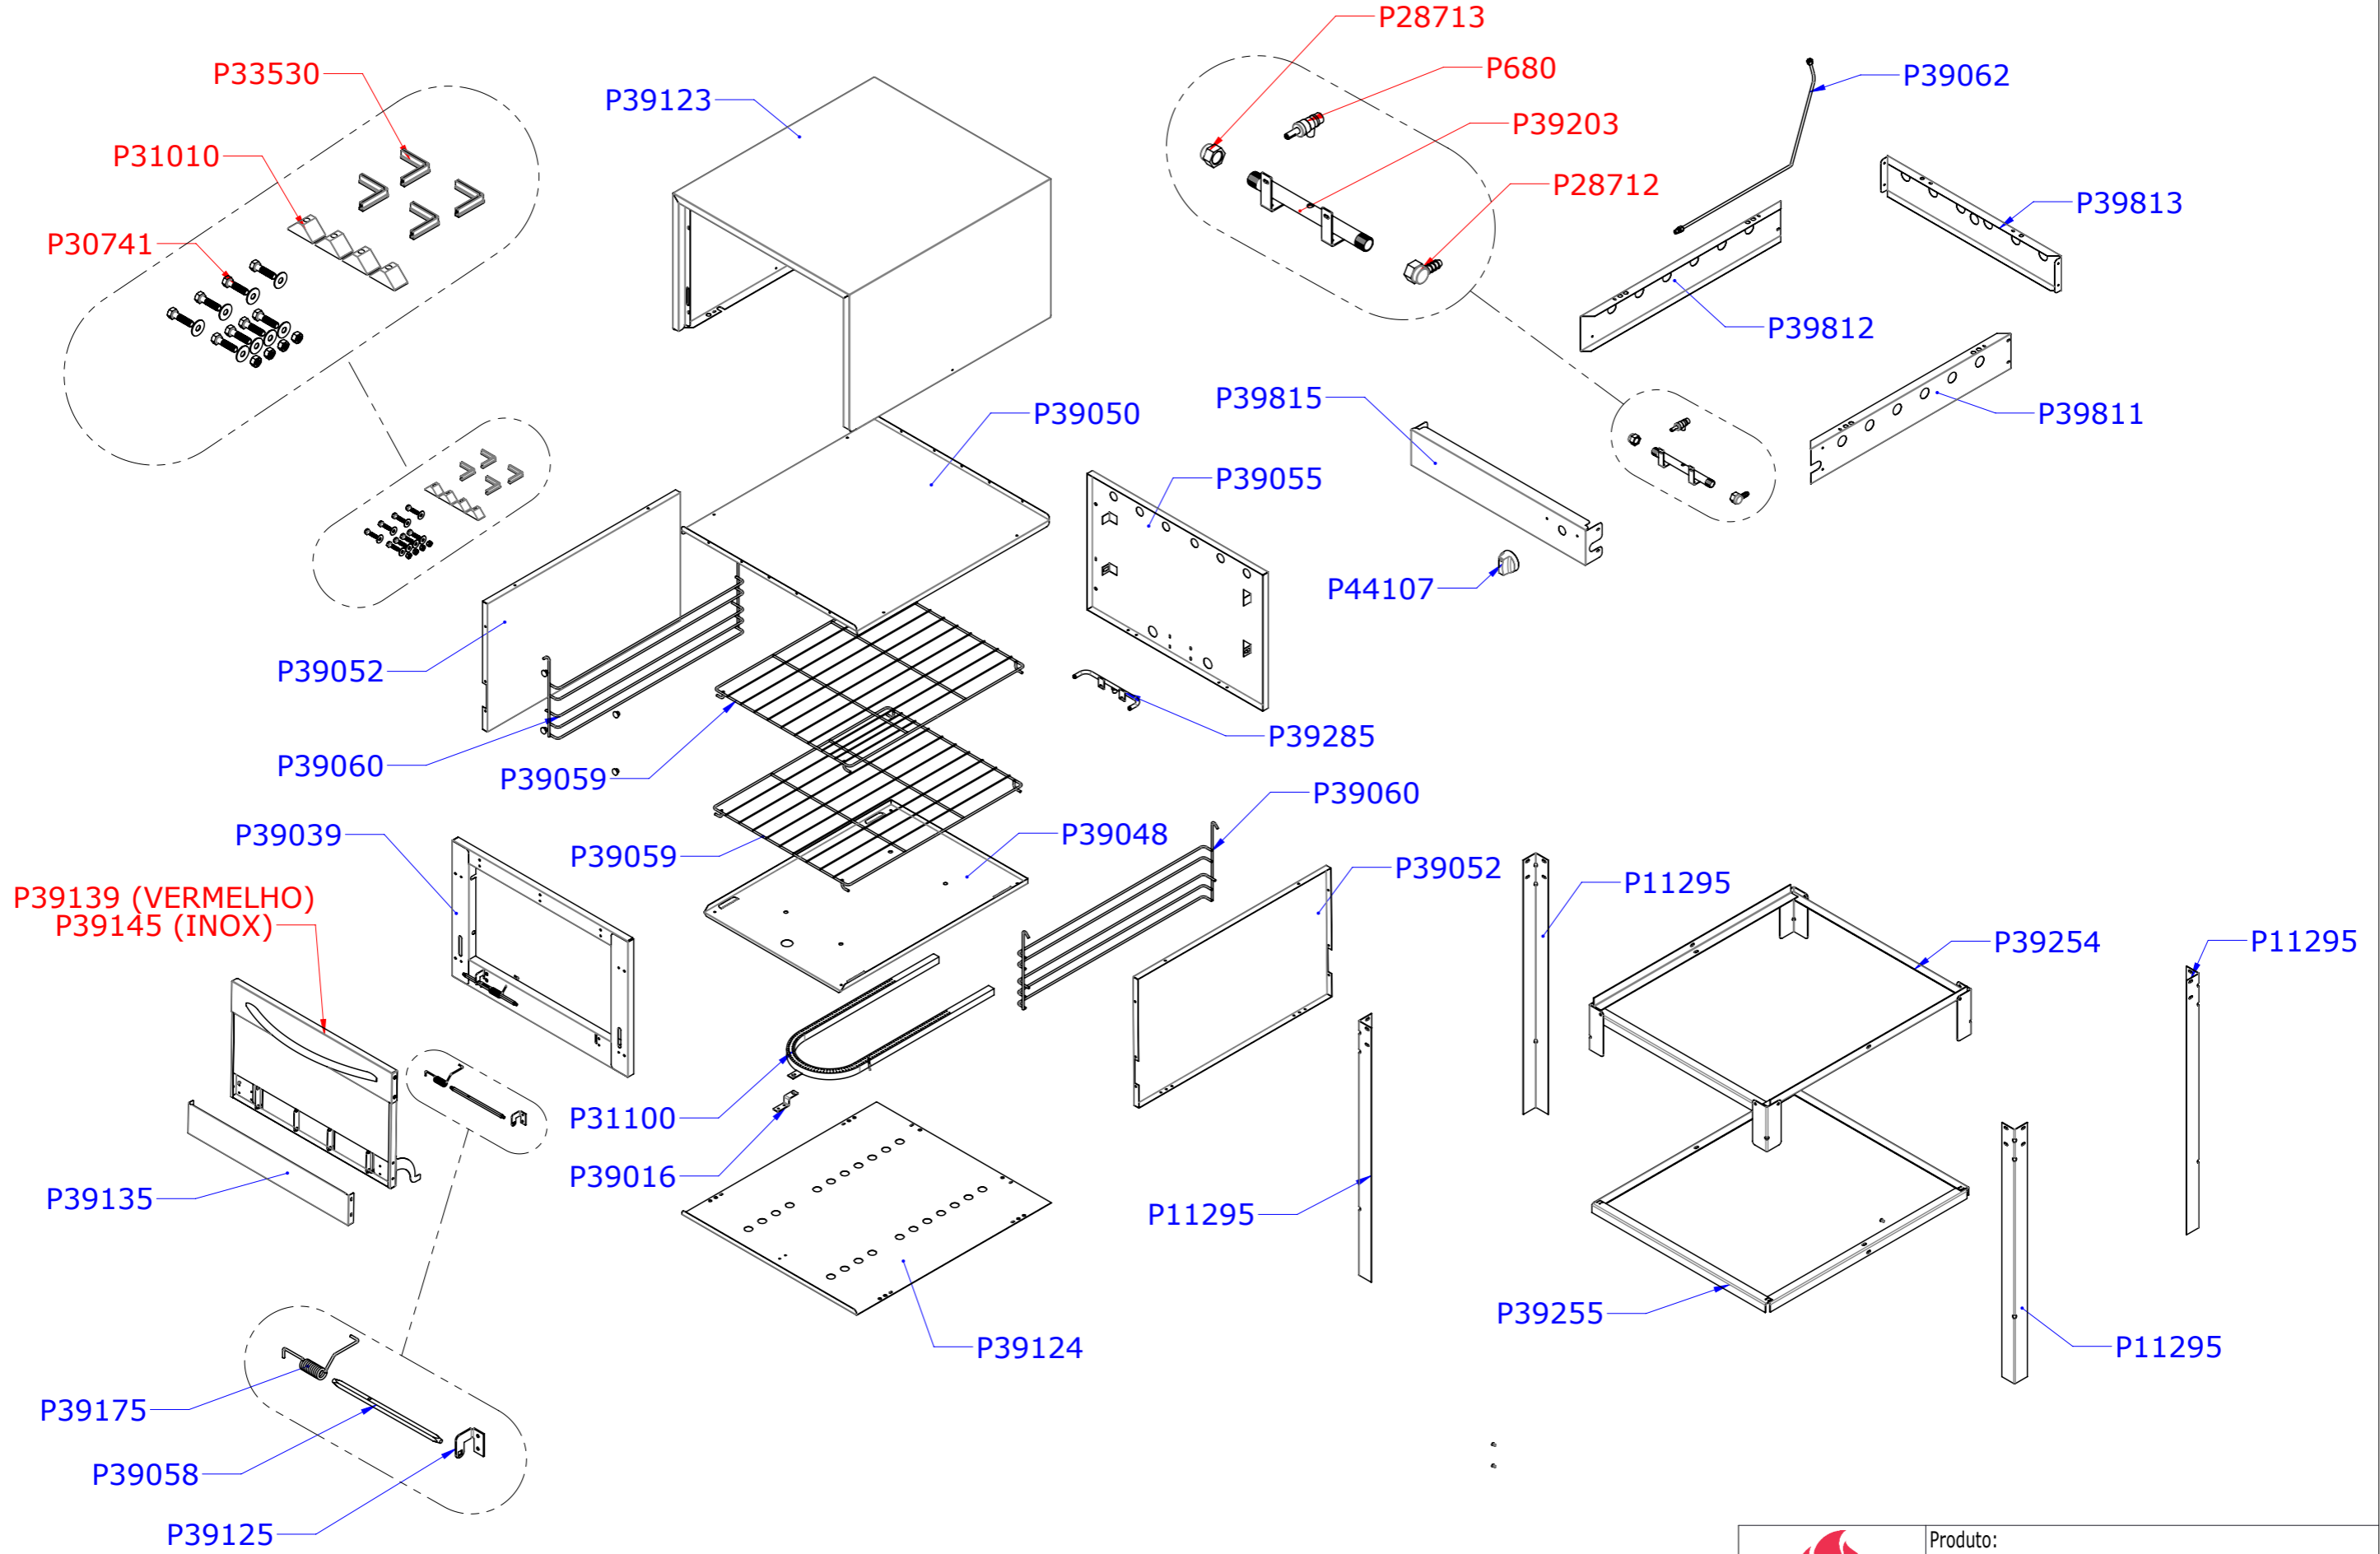 P28713
P33530
P680
P39062
P39123
P39203
P31010
P28712
P39813
P30741
P39812
P39815
P39050
P39811
P39055
P44107
P39052
P39285
P39060
P39059
P39060
P39039
P39059
P39048
P39052
P11295
P39139 (VERMELHO)
P39145 (INOX)
P39254
P11295
P31100
P39016
P39135
P11295
P39255
P39124
P11295
P39175
P39058
P39125
Produto: